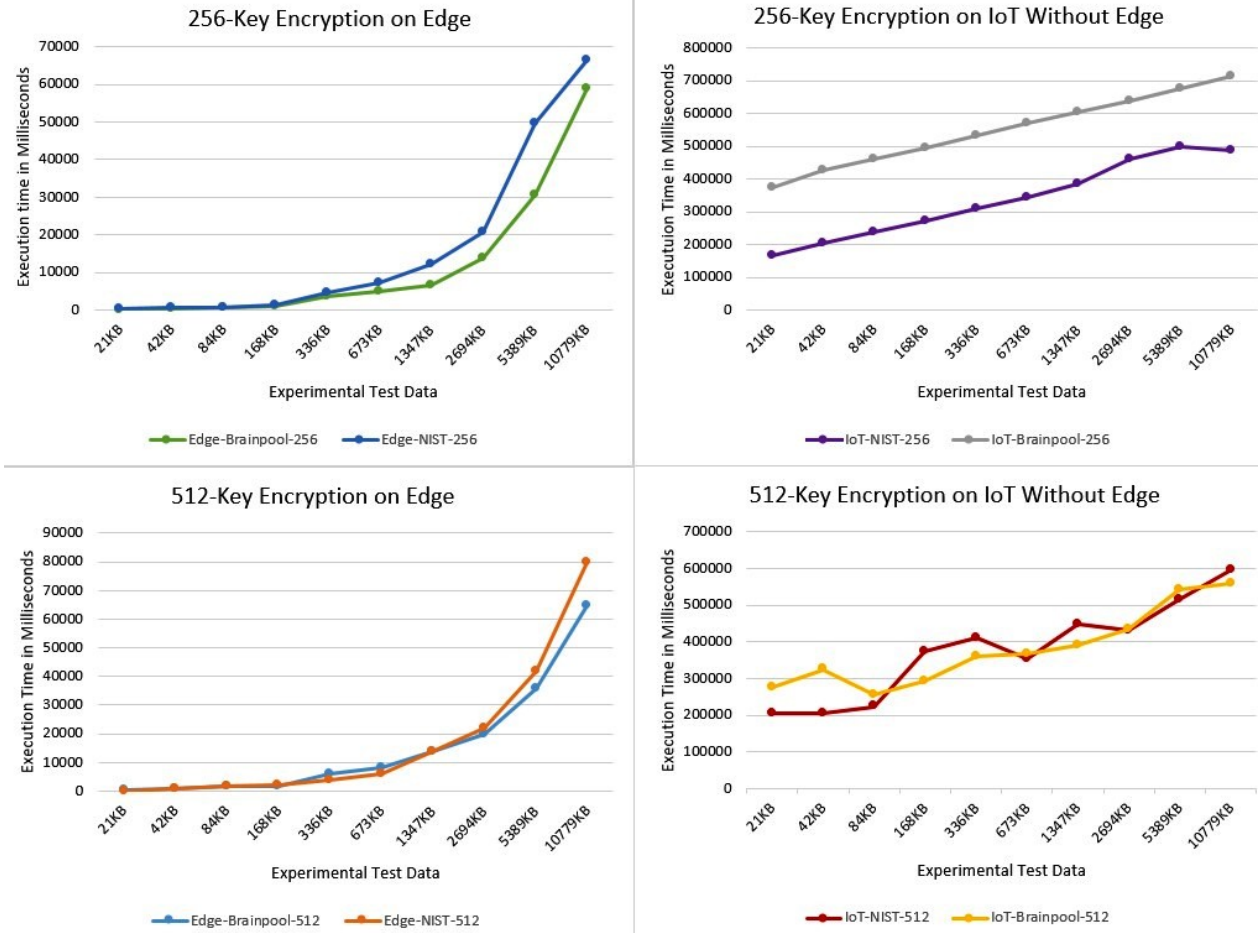 256-Key Encryption on Edge
Execution time in Milliseconds
70000
60000
50000
40000
30000
20000
10000
0
21KB 42KB 84KB 168KB 336KB 673KB 1347KB 2694KB 5389KB 10779KB
Experimental Test Data
Edge-Brainpool-256 Edge-NIST-256
256-Key Encryption on IoT Without Edge
Executuion Time in Milliseconds
800000
700000
600000
500000
400000
300000
200000
100000
0
21KB 42KB 84KB 168KB 336KB 673KB 1347KB 2694KB 5389KB 10779KB
Experimental Test Data
IoT-NIST-256 IoT-Brainpool-256
512-Key Encryption on Edge
Execution Time in Milliseconds
90000
80000
70000
60000
50000
40000
30000
20000
10000
0
21KB 42KB 84KB 168KB 336KB 673KB 1347KB 2694KB 5389KB 10779KB
Experimental Test Data
Edge-Brainpool-512 Edge-NIST-512
512-Key Encryption on IoT Without Edge
Execution Time in Milliseconds
700000
600000
500000
400000
300000
200000
100000
0
21KB 42KB 84KB 168KB 336KB 673KB 1347KB 2694KB 5389KB 10779KB
Experimental Test Data
IoT-NIST-512 IoT-Brainpool-512